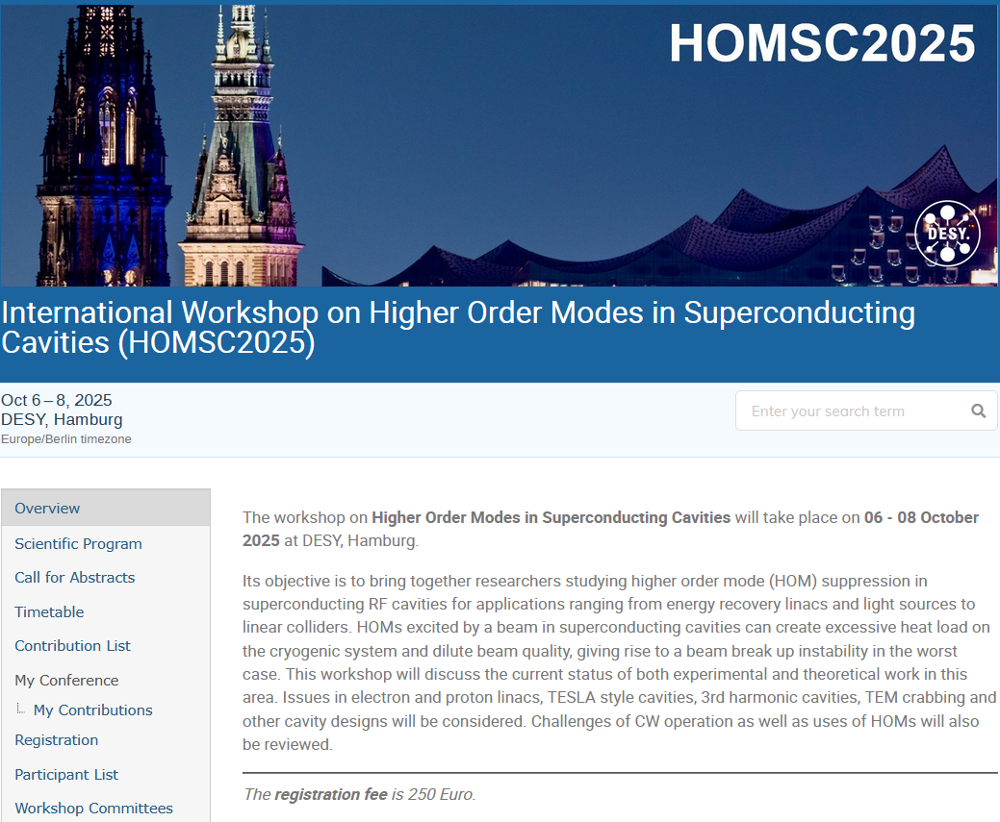 HOMSC2025
DESY.
International Workshop on Higher Order Modes in Superconducting
Cavities (HOMSC2025)
Oct 6 – 8, 2025
DESY, Hamburg
Europe/Berlin timezone
Enter your search term
Overview
Scientific Program
Call for Abstracts
Timetable
Contribution List
My Conference
My Contributions
Registration
Participant List
Workshop Committees
The workshop on Higher Order Modes in Superconducting Cavities will take place on 06 - 08 October
2025 at DESY, Hamburg.
Its objective is to bring together researchers studying higher order mode (HOM) suppression in
superconducting RF cavities for applications ranging from energy recovery linacs and light sources to
linear colliders. HOMs excited by a beam in superconducting cavities can create excessive heat load on
the cryogenic system and dilute beam quality, giving rise to a beam break up instability in the worst
case. This workshop will discuss the current status of both experimental and theoretical work in this
area. Issues in electron and proton linacs, TESLA style cavities, 3rd harmonic cavities, TEM crabbing and
other cavity designs will be considered. Challenges of CW operation as well as uses of HOMs will also
be reviewed.
The registration fee is 250 Euro.